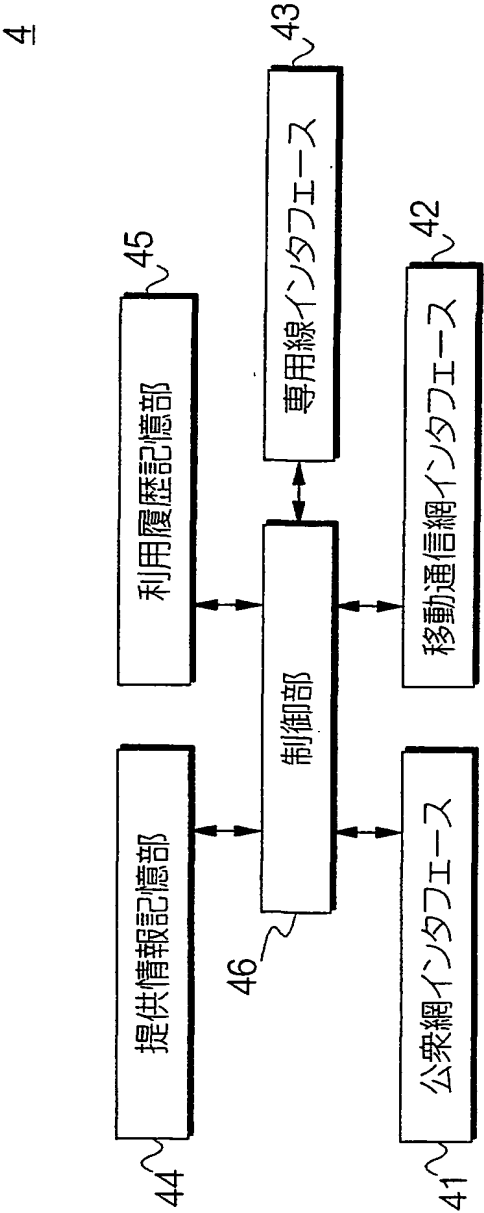 4
44
提供情報記憶部
45
利用履歴記憶部
46
制御部
43
専用線インタフェース
41
公衆網インタフェース
42
移動通信網インタフェース